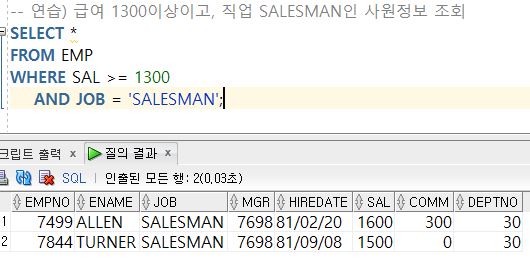 -- 연습) 급여 1300이상이고, 직업 SALESMAN인 사원정보 조회
SELECT *
FROM EMP
WHERE SAL >= 1300
AND JOB = 'SALESMAN';
크립트 출력 × 질의 결과 ×
SQL | 인출된 모든 행: 2(0,03초)
EMPNO ENAME JOB MGR HIREDATE SAL COMM DEPTNO
1 7499 ALLEN SALESMAN 7698 81/02/20 1600 300 30
2 7844 TURNER SALESMAN 7698 81/09/08 1500 0 30